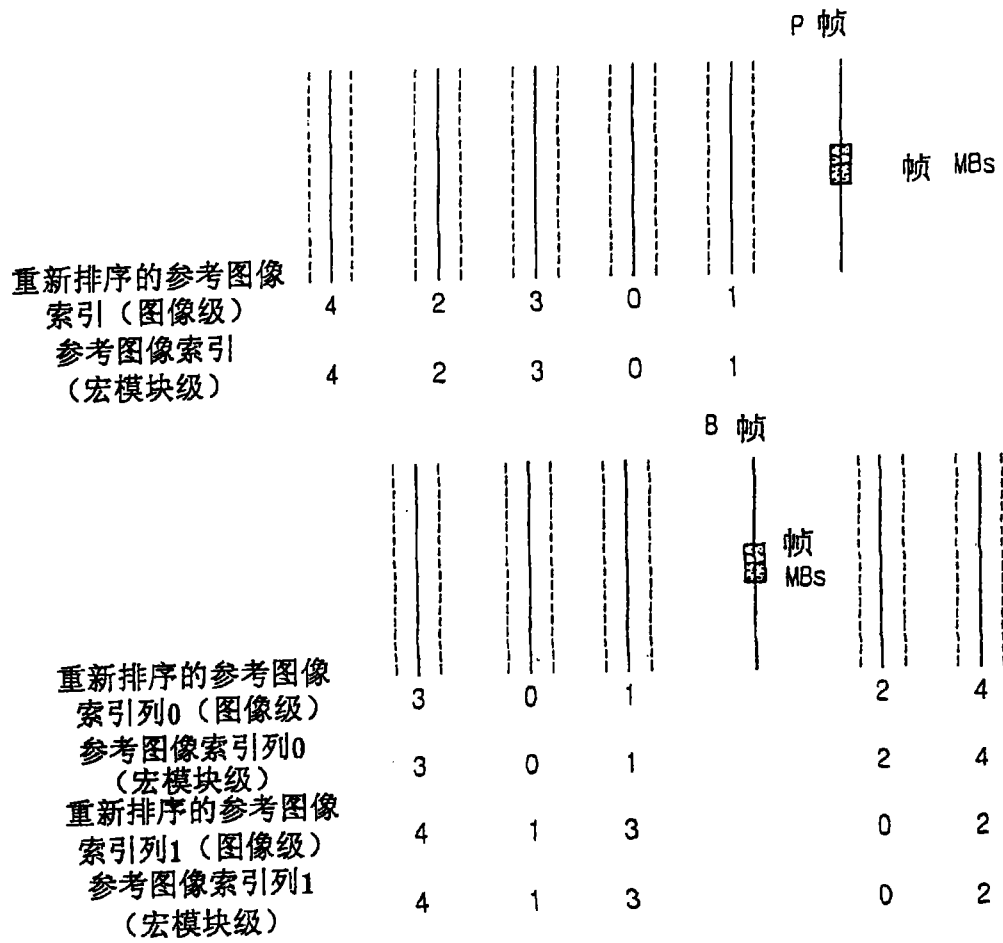 P 帧
帧 MBs
重新排序的参考图像
索引（图像级） 4 2 3 0 1
参考图像索引
（宏模块级） 4 2 3 0 1
B 帧
帧
MBs
重新排序的参考图像
索引列0（图像级） 3 0 1 2 4
参考图像索引列0
（宏模块级） 3 0 1 2 4
重新排序的参考图像
索引列1（图像级） 4 1 3 0 2
参考图像索引列1
（宏模块级） 4 1 3 0 2